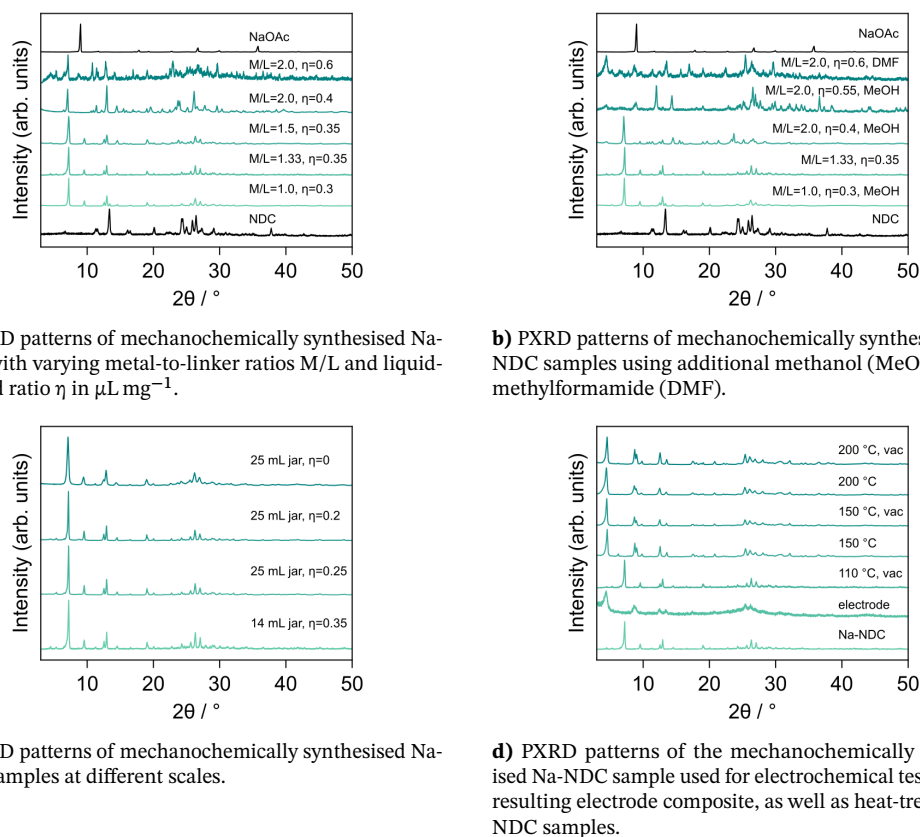 Intensity (arb. units)
NaOAc
M/L=2.0, η=0.6
M/L=2.0, η=0.4
M/L=1.5, η=0.35
M/L=1.33, η=0.35
M/L=1.0, η=0.3
NDC
10 20 30 40 50
2θ / °
Intensity (arb. units)
NaOAc
M/L=2.0, η=0.6, DMF
M/L=2.0, η=0.55, MeOH
M/L=2.0, η=0.4, MeOH
M/L=1.33, η=0.35
M/L=1.0, η=0.3, MeOH
NDC
10 20 30 40 50
2θ / °
D patterns of mechanochemically synthesised Na-
with varying metal-to-linker ratios M/L and liquid-
ratio η in μL mg⁻¹.
b) PXRD patterns of mechanochemically synthes
NDC samples using additional methanol (MeO
methylformamide (DMF).
Intensity (arb. units)
25 mL jar, η=0
25 mL jar, η=0.2
25 mL jar, η=0.25
14 mL jar, η=0.35
10 20 30 40 50
2θ / °
Intensity (arb. units)
200 °C, vac
200 °C
150 °C, vac
150 °C
110 °C, vac
electrode
Na-NDC
10 20 30 40 50
2θ / °
D patterns of mechanochemically synthesised Na-
amples at different scales.
d) PXRD patterns of the mechanochemically
ised Na-NDC sample used for electrochemical tes
resulting electrode composite, as well as heat-tre
NDC samples.